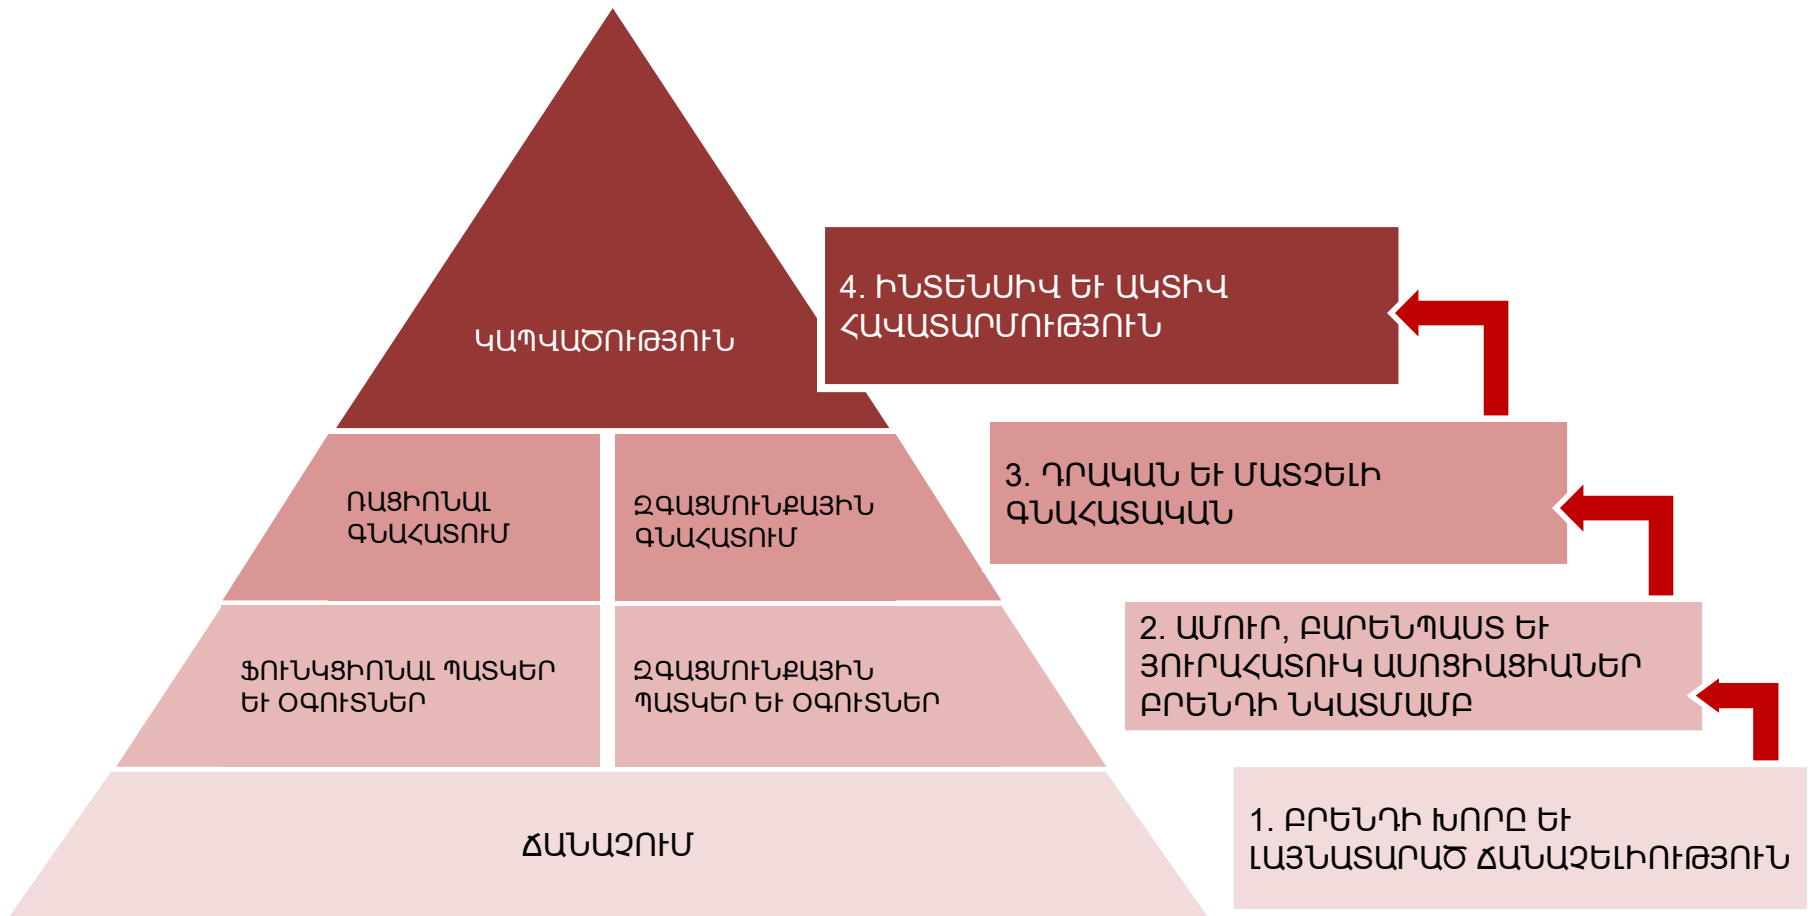 ԿԱՊՎԱԾՈՒԹՅՈՒՆ
4. ԻՆՏԵՆՍԻՎ ԵՒ ԱԿՏԻՎ
ՀԱՎԱՏԱՐՄՈՒԹՅՈՒՆ
ՌԱՑԻՈՆԱԼ
ԳՆԱՀԱՏՈՒՄ
ԶԳԱՑՄՈՒՆՔԱՅԻՆ
ԳՆԱՀԱՏՈՒՄ
3. ԴՐԱԿԱՆ ԵՒ ՄԱՏՉԵԼԻ
ԳՆԱՀԱՏԱԿԱՆ
ՖՈՒՆԿՑԻՈՆԱԼ ՊԱՏԿԵՐ
ԵՒ ՕԳՈՒՏՆԵՐ
ԶԳԱՑՄՈՒՆՔԱՅԻՆ
ՊԱՏԿԵՐ ԵՒ ՕԳՈՒՏՆԵՐ
2. ԱՄՈՒՐ, ԲԱՐԵՆՊԱՍՏ ԵՒ
ՅՈՒՐԱՀԱՏՈՒԿ ԱՍՈՑԻԱՑԻԱՆԵՐ
ԲՐԵՆԴԻ ՆԿԱՏՄԱՄԲ
ՃԱՆԱՉՈՒՄ
1. ԲՐԵՆԴԻ ԽՈՐԸ ԵՒ
ԼԱՅՆԱՏԱՐԱԾ ՃԱՆԱՉԵԼԻՈՒԹՅՈՒՆ